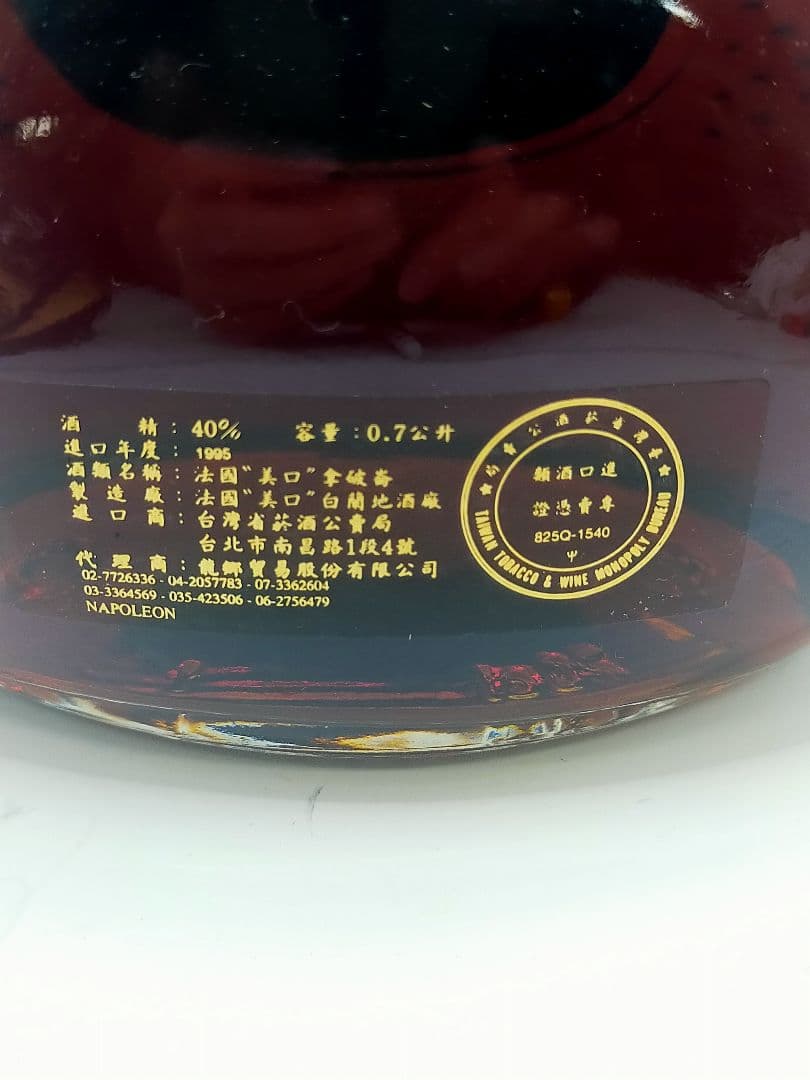 酒精：40% 容量：0.7公升
進口年度：1995
酒類名稱：法國"美口"拿破崙
製造廠：法國"美口"白蘭地酒廠
進口商：台灣省菸酒公賣局
台北市南昌路1段4號
代理商：龍鄉貿易股份有限公司
02-7726336 - 04-2057783 - 07-3362604
03-3364569 - 035-423506 - 06-2756479
NAPOLEON
★局賣公酒菸省灣臺★
類酒口進
證憑賣專
825Q-1540
TAIWAN TOBACCO & WINE MONOPOLY BUREAU